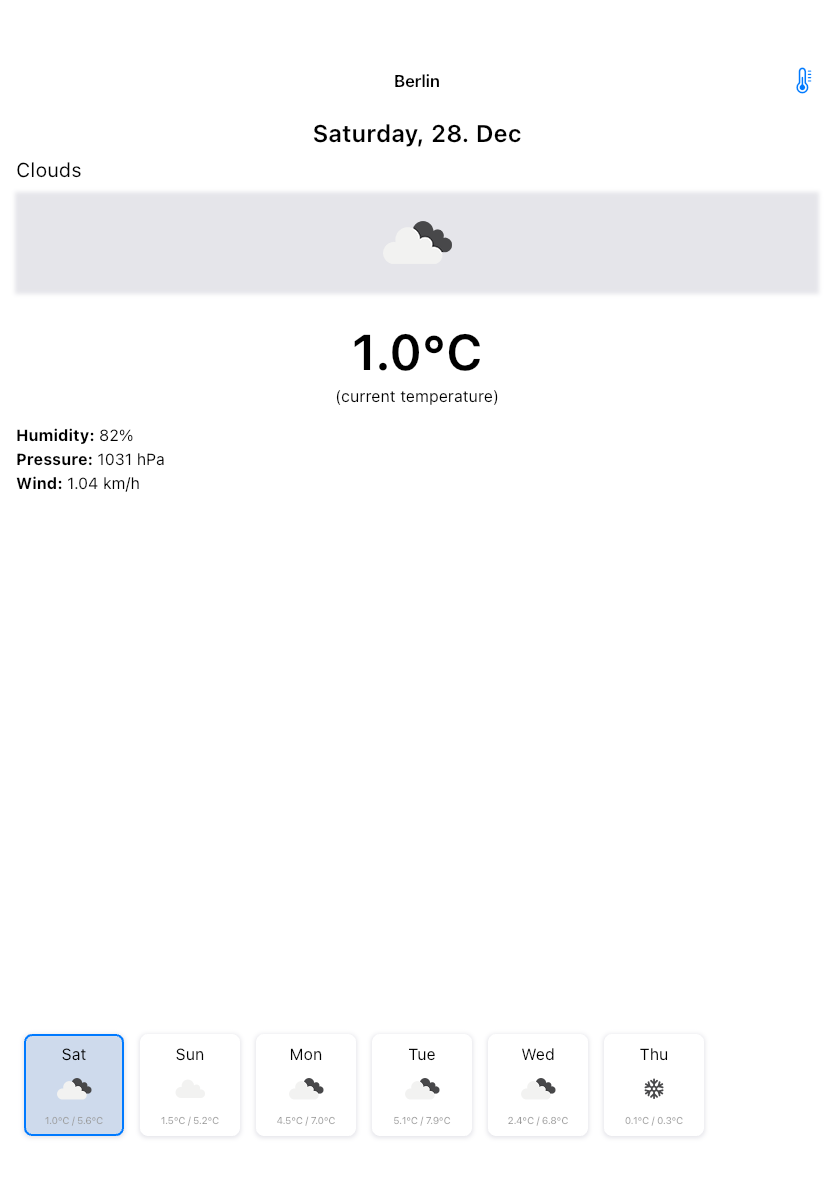 Berlin
Saturday, 28. Dec
Clouds
1.0°C
(current temperature)
Humidity: 82%
Pressure: 1031 hPa
Wind: 1.04 km/h
Sat
1.0°C / 5.6°C
Sun
1.5°C / 5.2°C
Mon
4.5°C / 7.0°C
Tue
5.1°C / 7.9°C
Wed
2.4°C / 6.8°C
Thu
0.1°C / 0.3°C